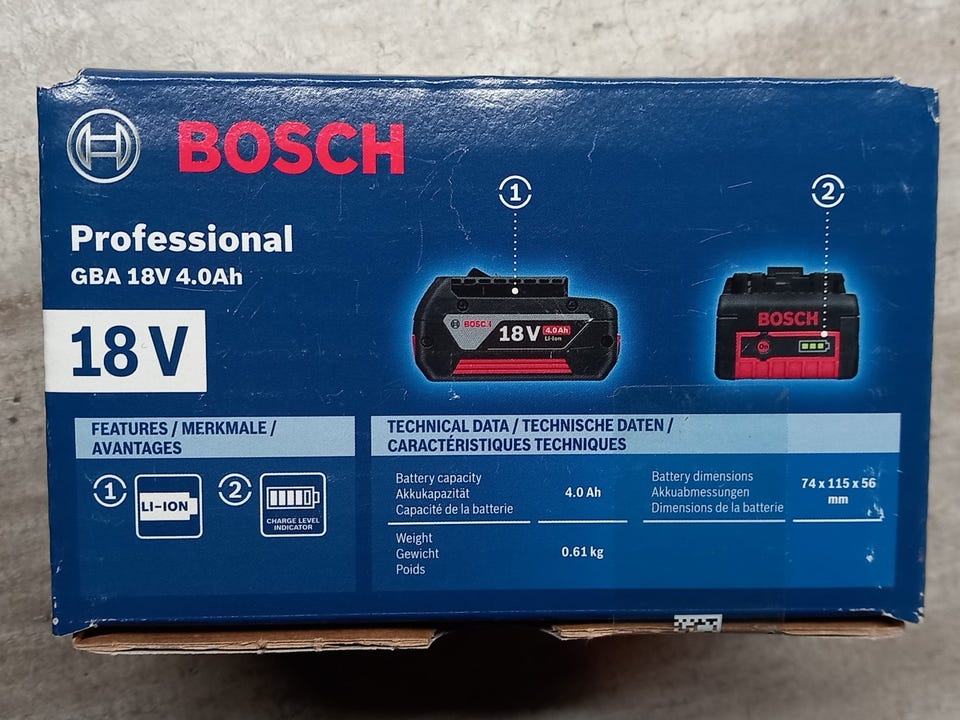 BOSCH
Professional
GBA 18V 4.0Ah
18 V
1
2
BOSCH
18V 4.0Ah
Li-Ion
BOSCH
On
FEATURES / MERKMALE /
AVANTAGES
1
LI-ION
2
CHARGE LEVEL
INDICATOR
TECHNICAL DATA / TECHNISCHE DATEN /
CARACTÉRISTIQUES TECHNIQUES
Battery capacity
Akkukapazität
Capacité de la batterie
4.0 Ah
Battery dimensions
Akkuabmessungen
Dimensions de la batterie
74 x 115 x 56
mm
Weight
Gewicht
Poids
0.61 kg